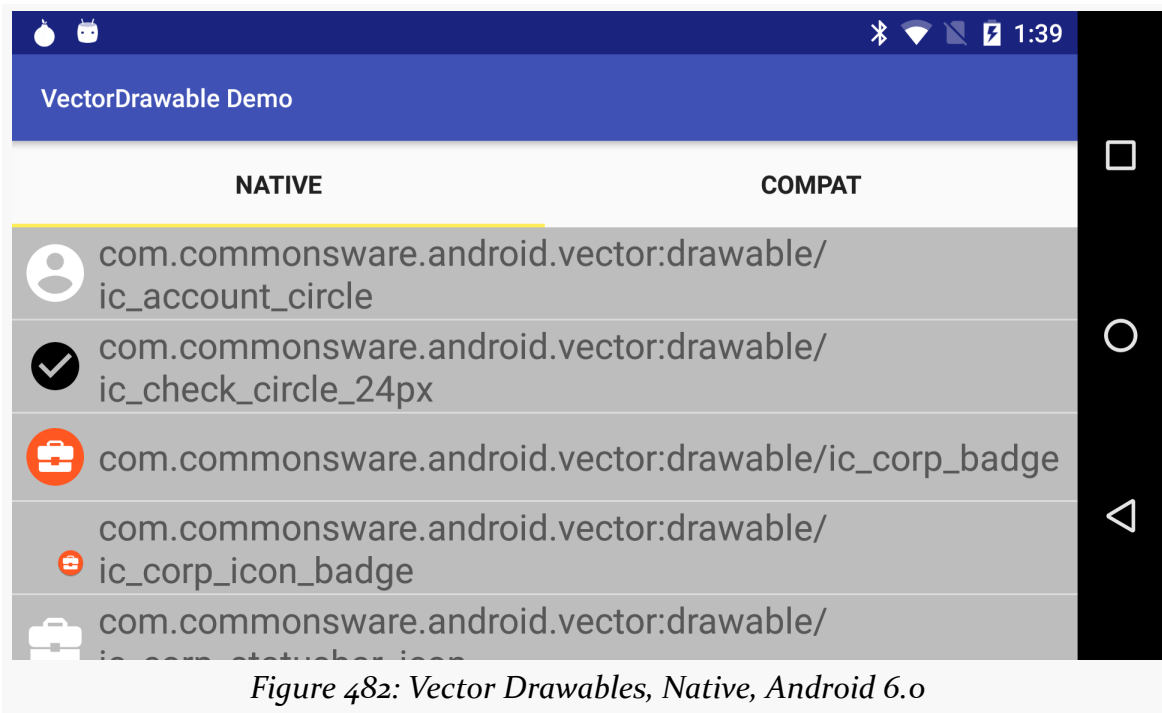 1:39
VectorDrawable Demo
NATIVE
COMPAT
com.commonsware.android.vector:drawable/
ic_account_circle
com.commonsware.android.vector:drawable/
ic_check_circle_24px
com.commonsware.android.vector:drawable/ic_corp_badge
com.commonsware.android.vector:drawable/
ic_corp_icon_badge
com.commonsware.android.vector:drawable/
ic_corp_statusbar_icon
Figure 482: Vector Drawables, Native, Android 6.0